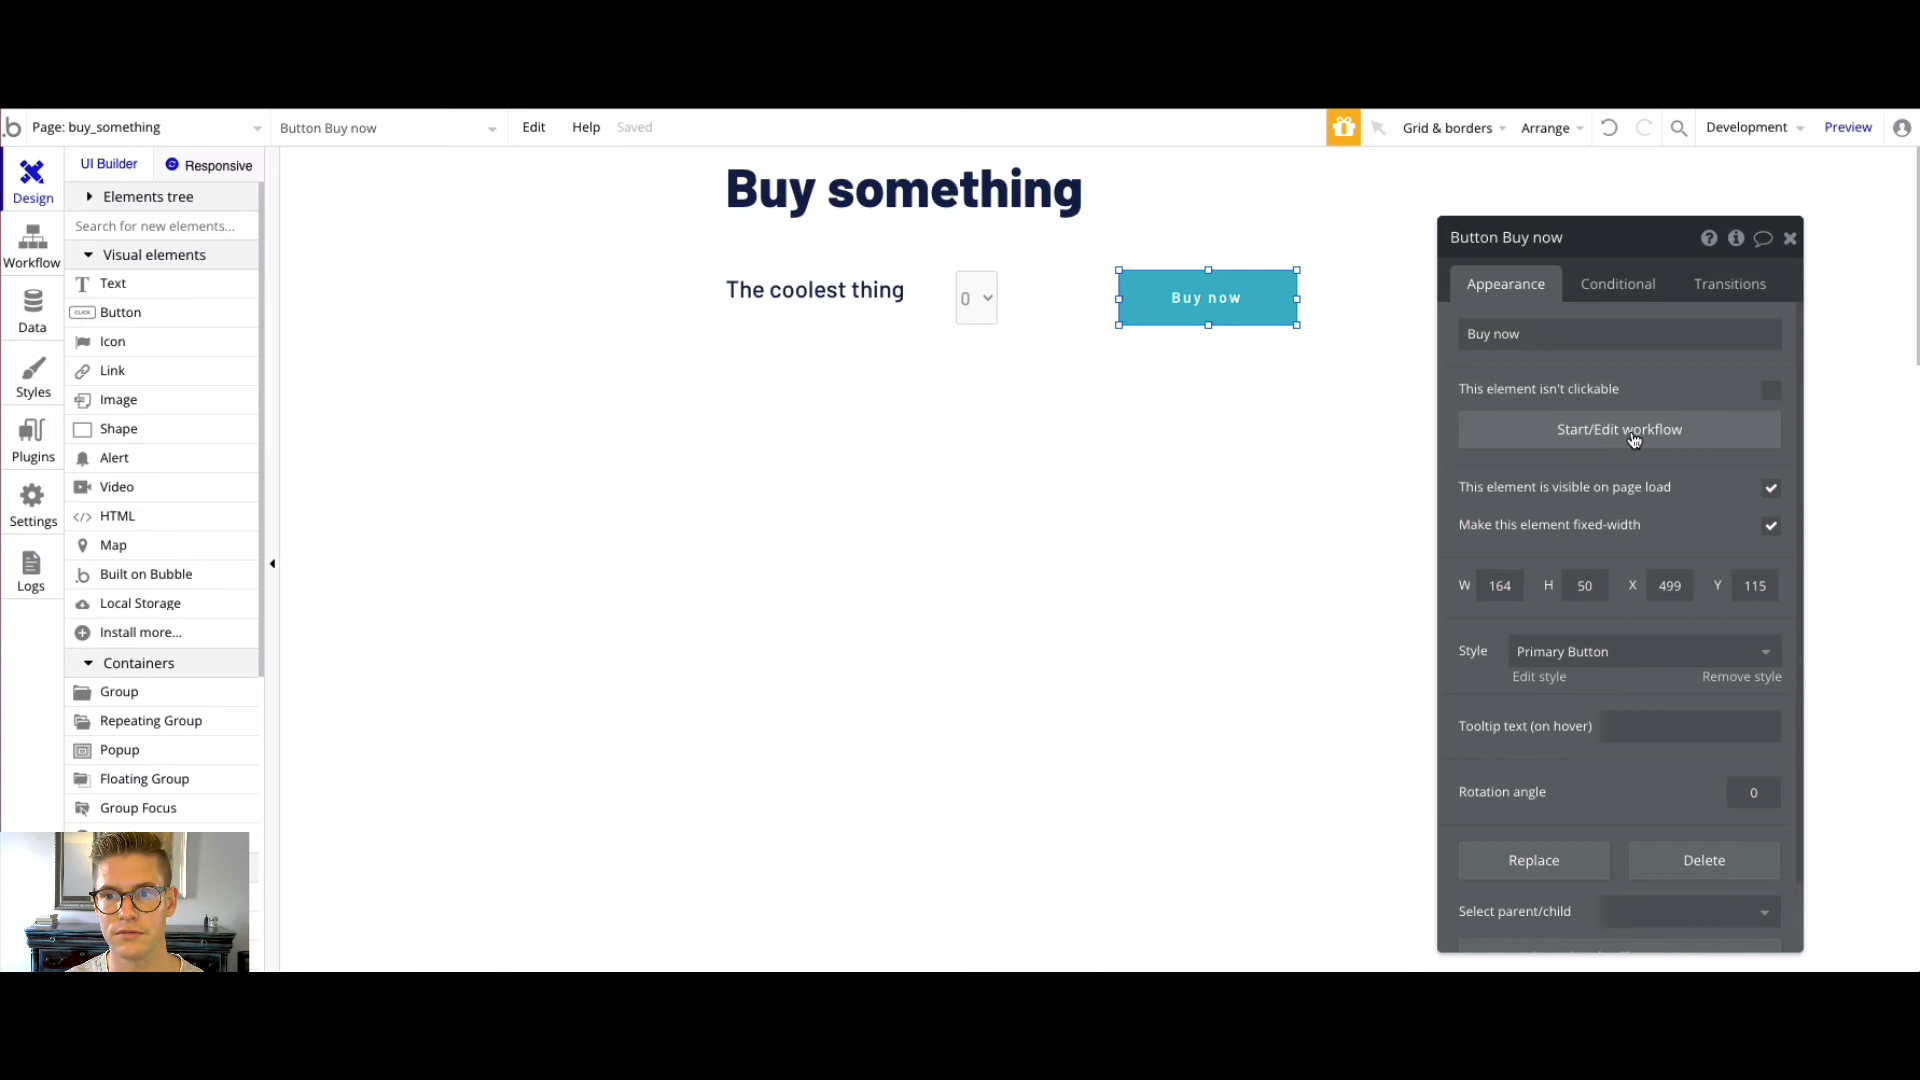 Page: buy_something
Button Buy now
Edit
Help
Saved
Grid & borders
Arrange
Development
Preview
Design
Workflow
Data
Styles
Plugins
Settings
Logs
UI Builder
Responsive
Elements tree
Search for new elements...
Visual elements
Text
CLICK Button
Icon
Link
Image
Shape
Alert
Video
</> HTML
Map
Built on Bubble
Local Storage
Install more...
Containers
Group
Repeating Group
Popup
Floating Group
Group Focus
Buy something
The coolest thing
0
Buy now
Button Buy now
Appearance
Conditional
Transitions
Buy now
This element isn't clickable
Start/Edit workflow
This element is visible on page load
Make this element fixed-width
W 164 H 50 X 499 Y 115
Style Primary Button
Edit style
Remove style
Tooltip text (on hover)
Rotation angle 0
Replace
Delete
Select parent/child